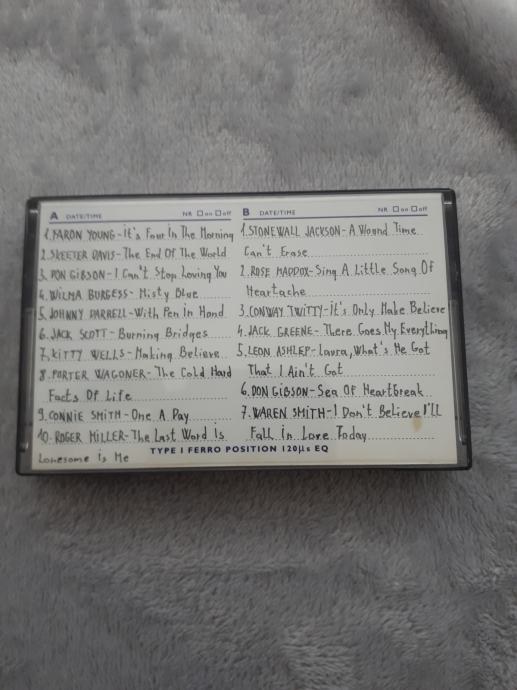 A DATE/TIME NR on off
1. FARON YOUNG-It's Four In The Morning
2. SKEETER DAVIS-The End Of The World
3. DON GIBSON-I Can't Stop Loving You
4. WILMA BURGESS-Misty Blue
5. JOHNNY DARRELL-With Pen In Hand
6. JACK SCOTT-Burning Bridges
7. KITTY WELLS-Making Believe
8. PORTER WAGONER-The Cold Hard
Facts Of Life
9. CONNIE SMITH-One A Pay
10. ROGER MILLER-The Last Word is
Lonesome is Me
B DATE/TIME NR on off
1. STONEWALL JACKSON-A Wound Time
Can't Erase
2. ROSE MADDOX-Sing A Little Song Of
Heartache
3. CONWAY TWITTY-It's Only Make Believe
4. JACK GREENE-There Goes My Everything
5. LEON ASHLEP-Laura, What's He Got
That I Ain't Got
6. DON GIBSON-Sea Of Heartbreak
7. WAREN SMITH-I Don't Believe I'll
Fall in Love Today
TYPE I FERRO POSITION 120µs EQ